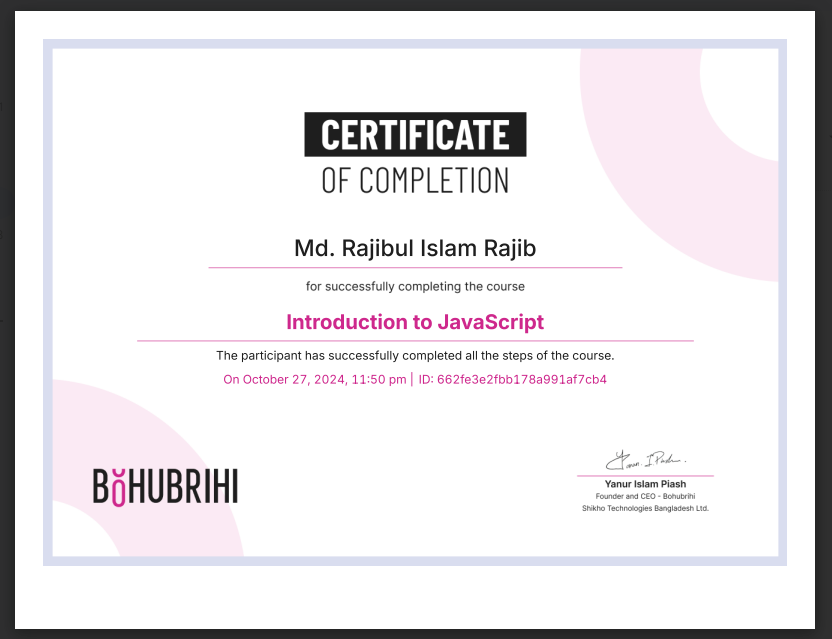 CERTIFICATE
OF COMPLETION
Md. Rajibul Islam Rajib
for successfully completing the course
Introduction to JavaScript
The participant has successfully completed all the steps of the course.
On October 27, 2024, 11:50 pm | ID: 662fe3e2fbb178a991af7cb4
BOHUBRIHI
Yanur I. Piash.
Yanur Islam Piash
Founder and CEO - Bohubrihi
Shikho Technologies Bangladesh Ltd.